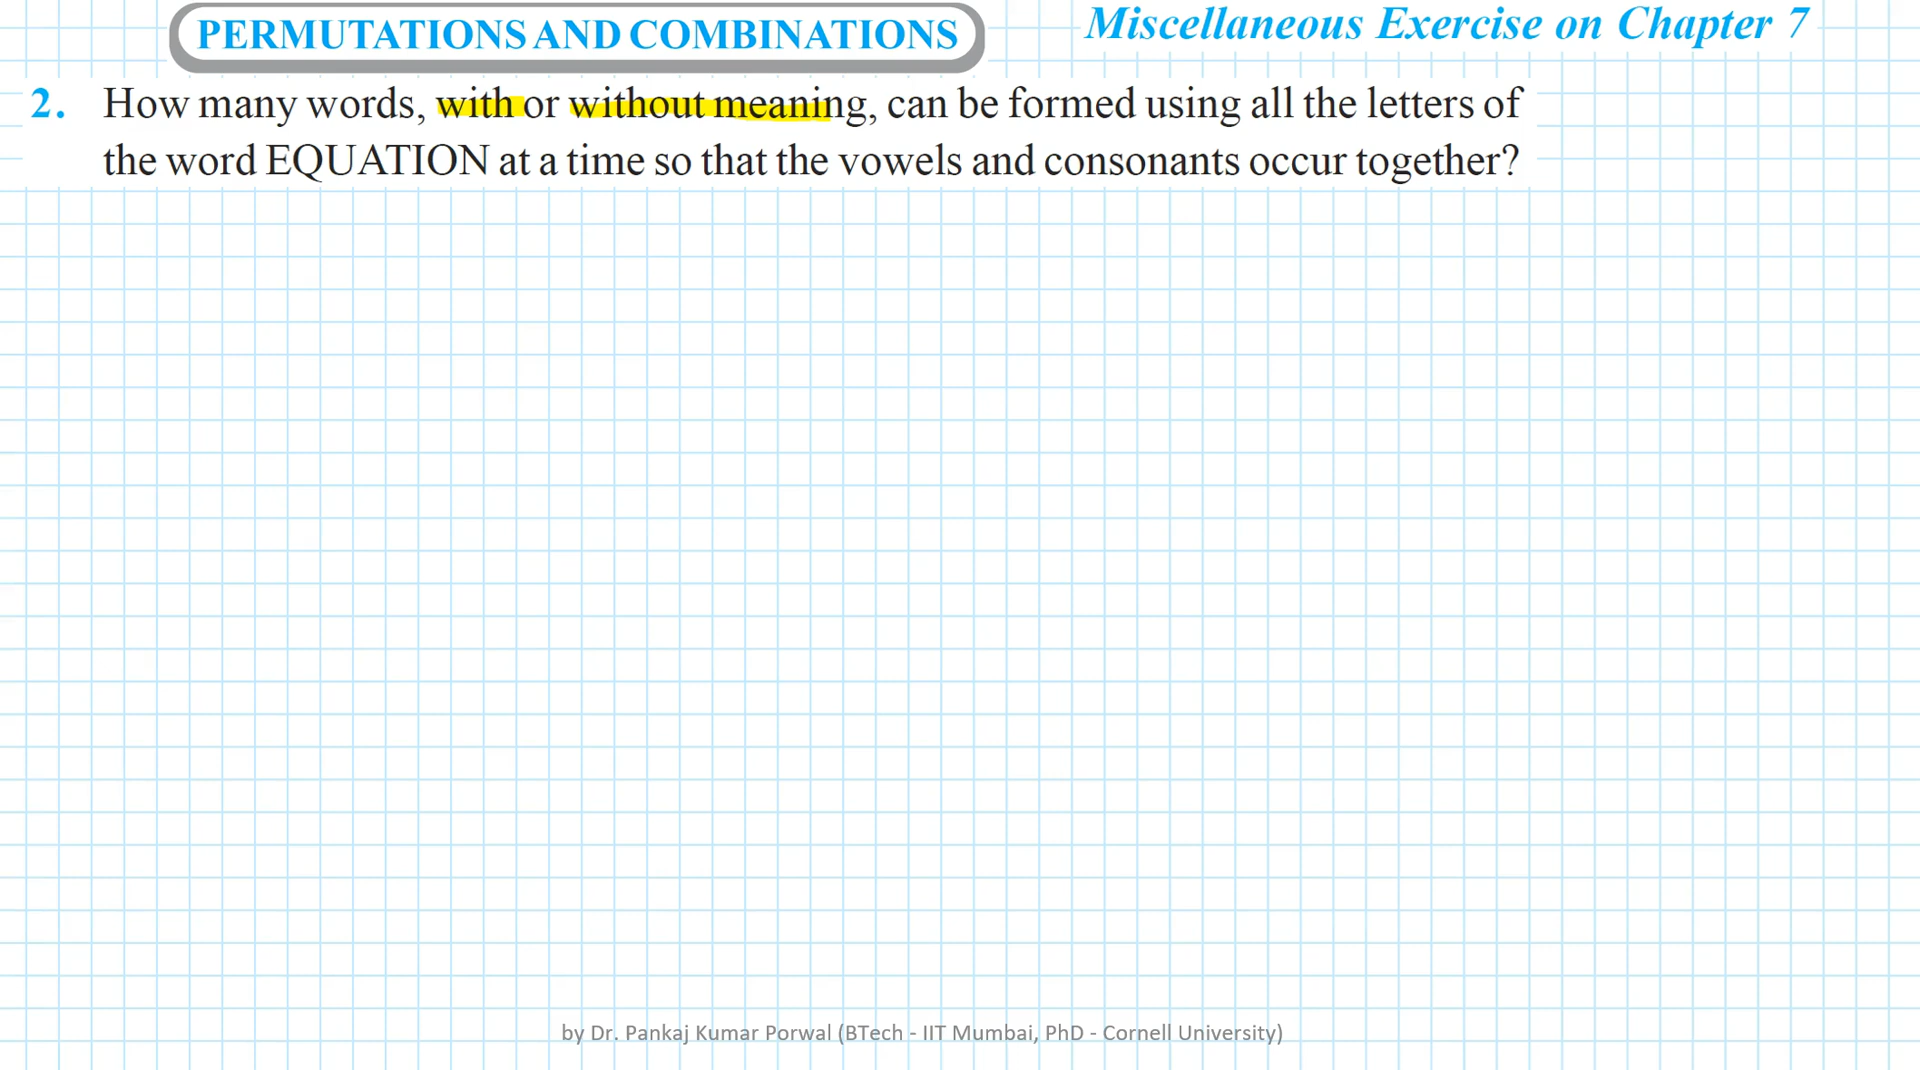 PERMUTATIONS AND COMBINATIONS
Miscellaneous Exercise on Chapter 7
2. How many words, with or without meaning, can be formed using all the letters of
the word EQUATION at a time so that the vowels and consonants occur together?
by Dr. Pankaj Kumar Porwal (BTech - IIT Mumbai, PhD - Cornell University)